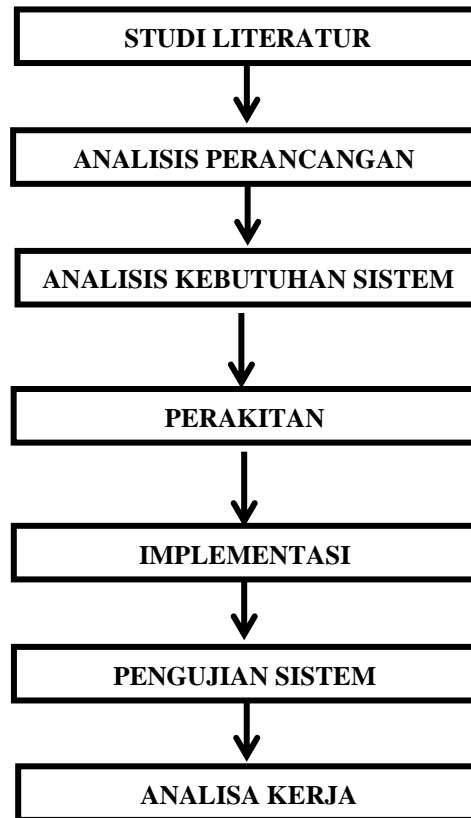 STUDI LITERATUR
ANALISIS PERANCANGAN
ANALISIS KEBUTUHAN SISTEM
PERAKITAN
IMPLEMENTASI
PENGUJIAN SISTEM
ANALISA KERJA